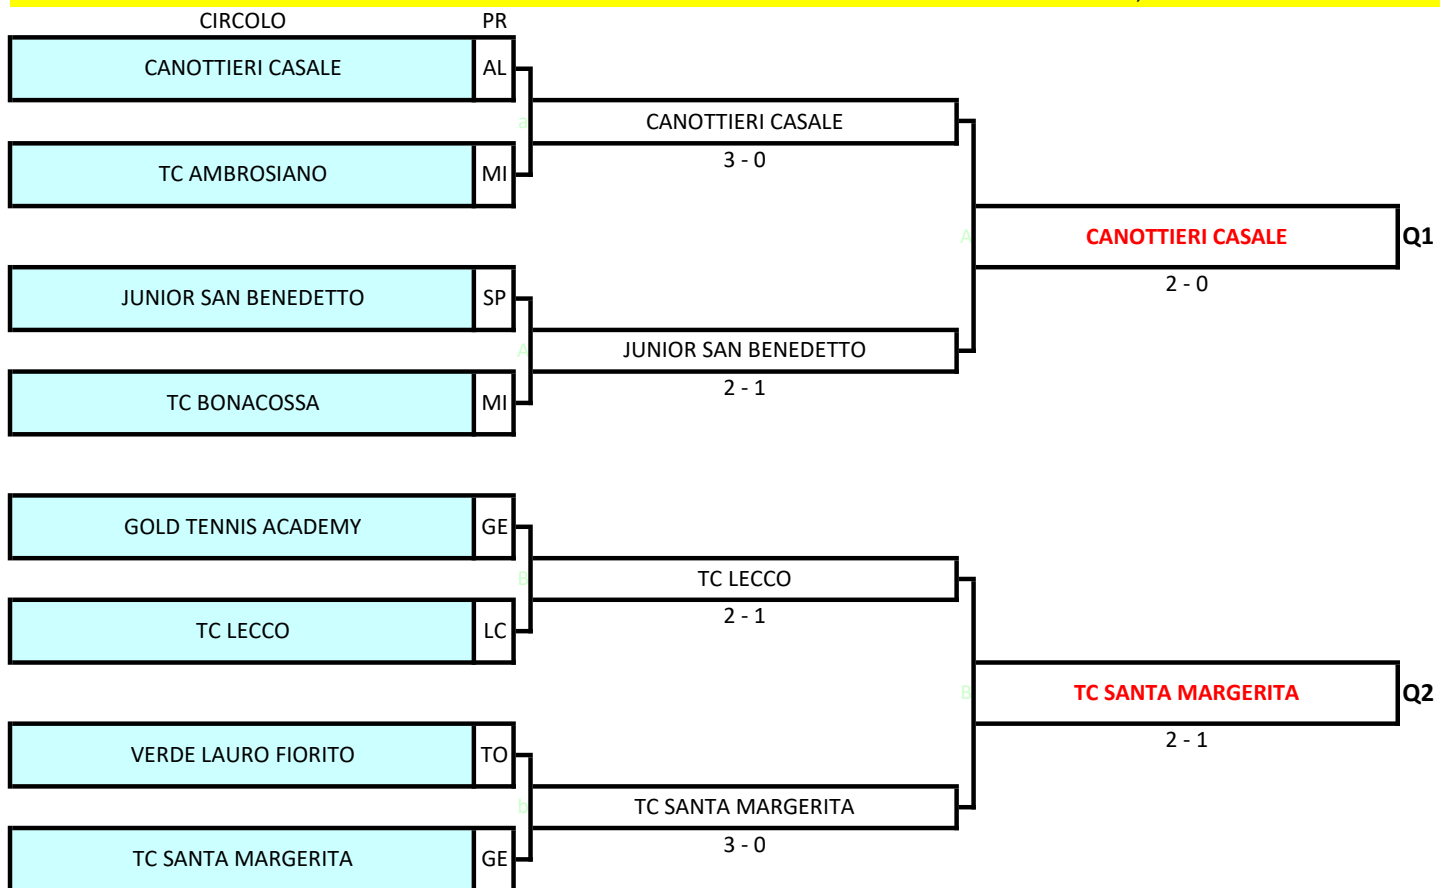 CIRCOLO PR
CANOTTIERI CASALE AL
a CANOTTIERI CASALE
3 - 0
TC AMBROSIANO MI
A CANOTTIERI CASALE Q1
2 - 0
JUNIOR SAN BENEDETTO SP
A JUNIOR SAN BENEDETTO
2 - 1
TC BONACOSSA MI
GOLD TENNIS ACADEMY GE
B TC LECCO
2 - 1
TC LECCO LC
B TC SANTA MARGERITA Q2
2 - 1
VERDE LAURO FIORITO TO
b TC SANTA MARGERITA
3 - 0
TC SANTA MARGERITA GE